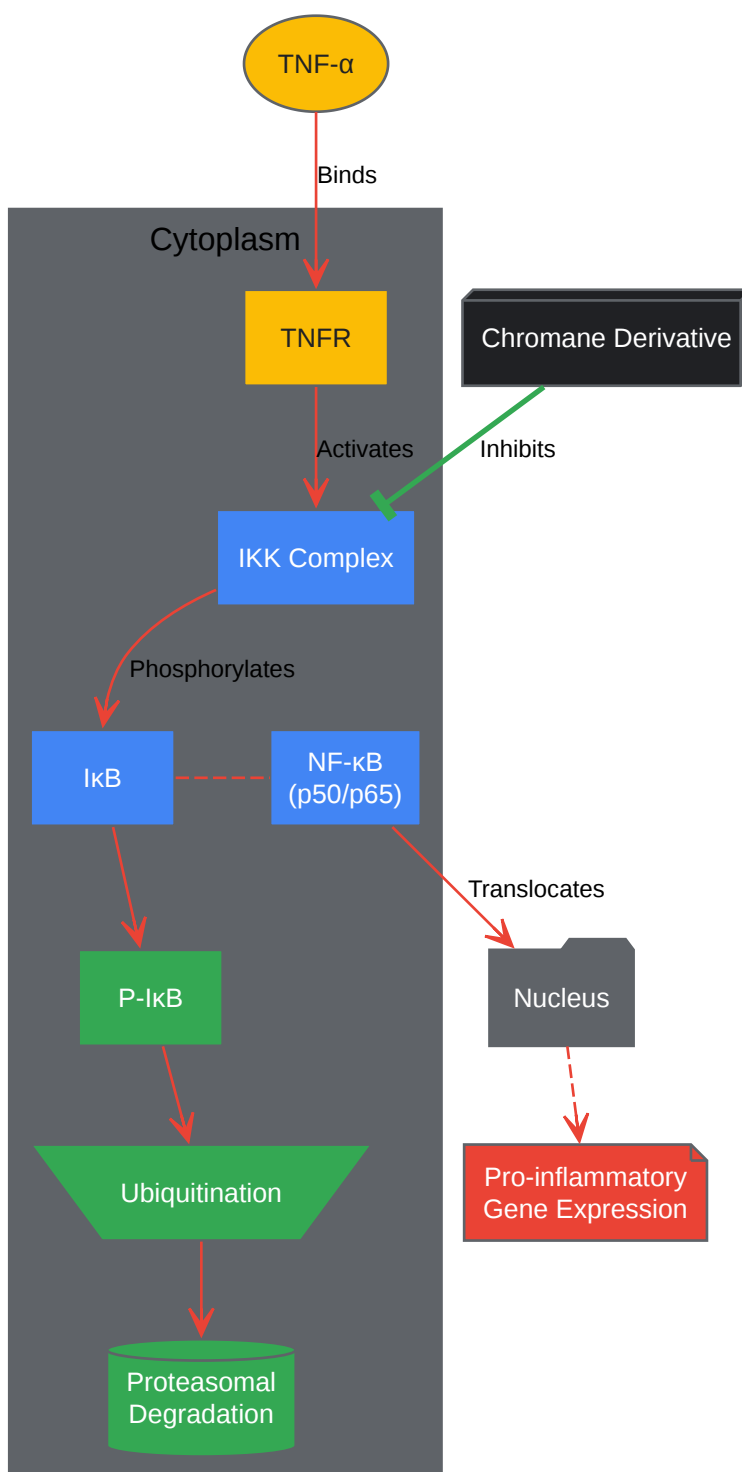 TNF-α
Binds
Cytoplasm
TNFR
Chromane Derivative
Activates
Inhibits
IKK Complex
Phosphorylates
IκB
NF-κB
(p50/p65)
Translocates
P-IκB
Nucleus
Ubiquitination
Pro-inflammatory
Gene Expression
Proteasomal
Degradation